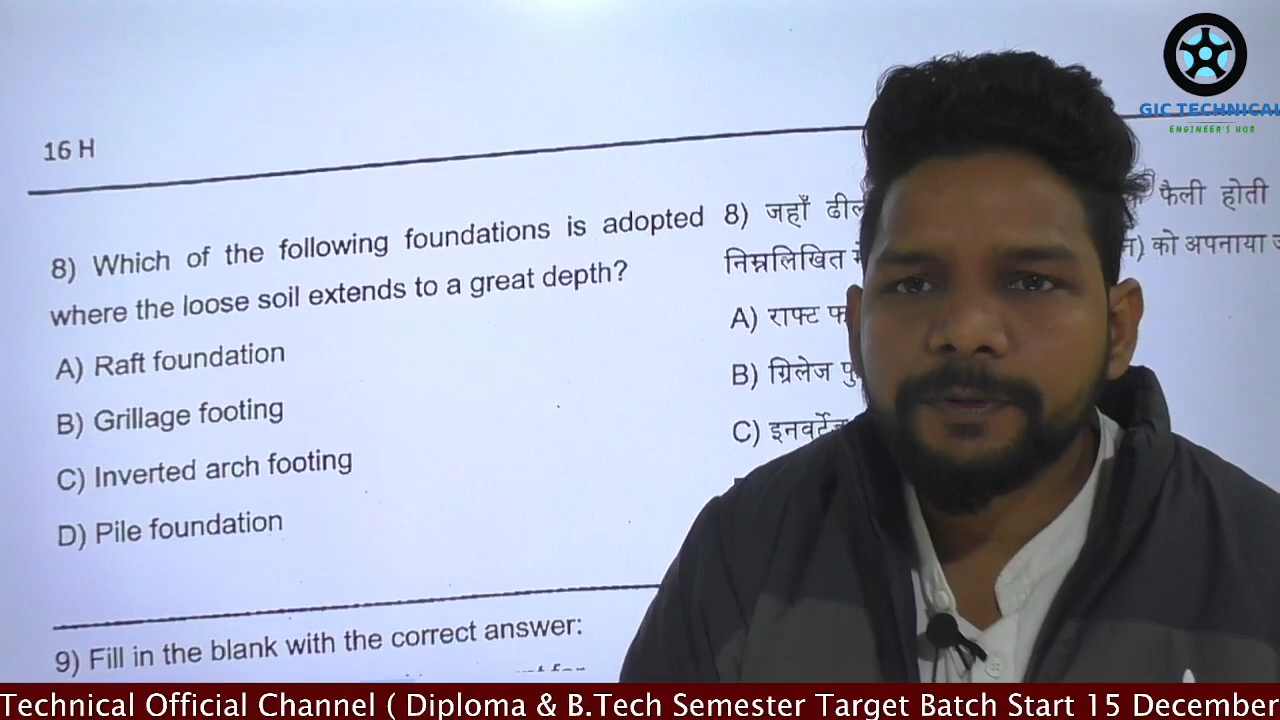 GIC TECHNICAL
ENGINEER'S HUB
16 H
8) Which of the following foundations is adopted
where the loose soil extends to a great depth?
A) Raft foundation
B) Grillage footing
C) Inverted arch footing
D) Pile foundation
8) जहाँ फैली होती
निम्नलिखित को अपनाया
A) राफ्ट
B) ग्रिलेज
C)
9) Fill in the blank with the correct answer:
Technical Official Channel ( Diploma & B.Tech Semester Target Batch Start 15 December